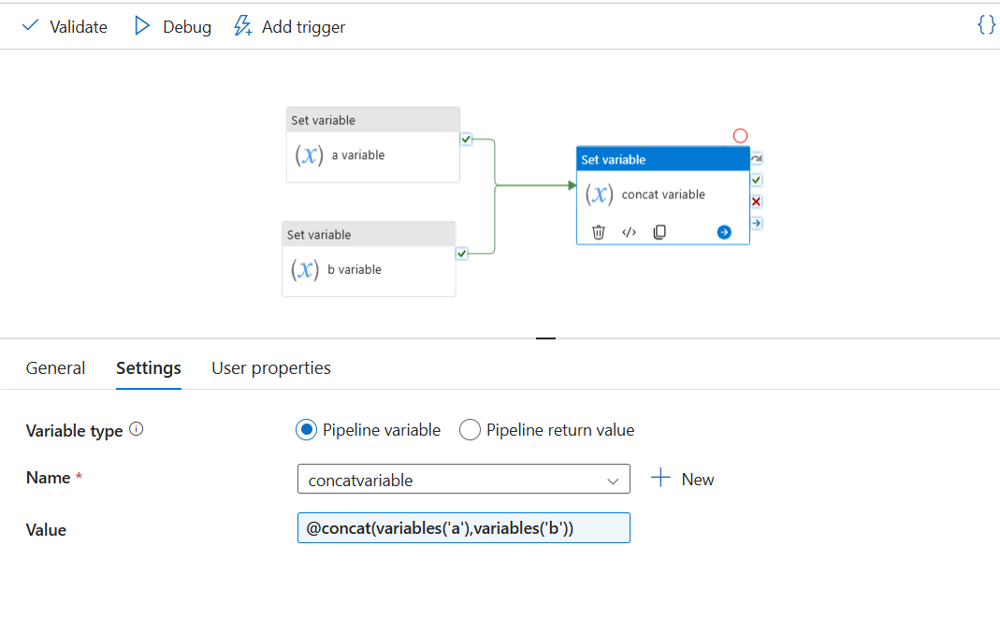 Validate Debug Add trigger {}
Set variable
(x) a variable
Set variable
(x) concat variable
Set variable
(x) b variable
General Settings User properties
Variable type Pipeline variable Pipeline return value
Name * concatvariable New
Value @concat(variables('a'),variables('b'))